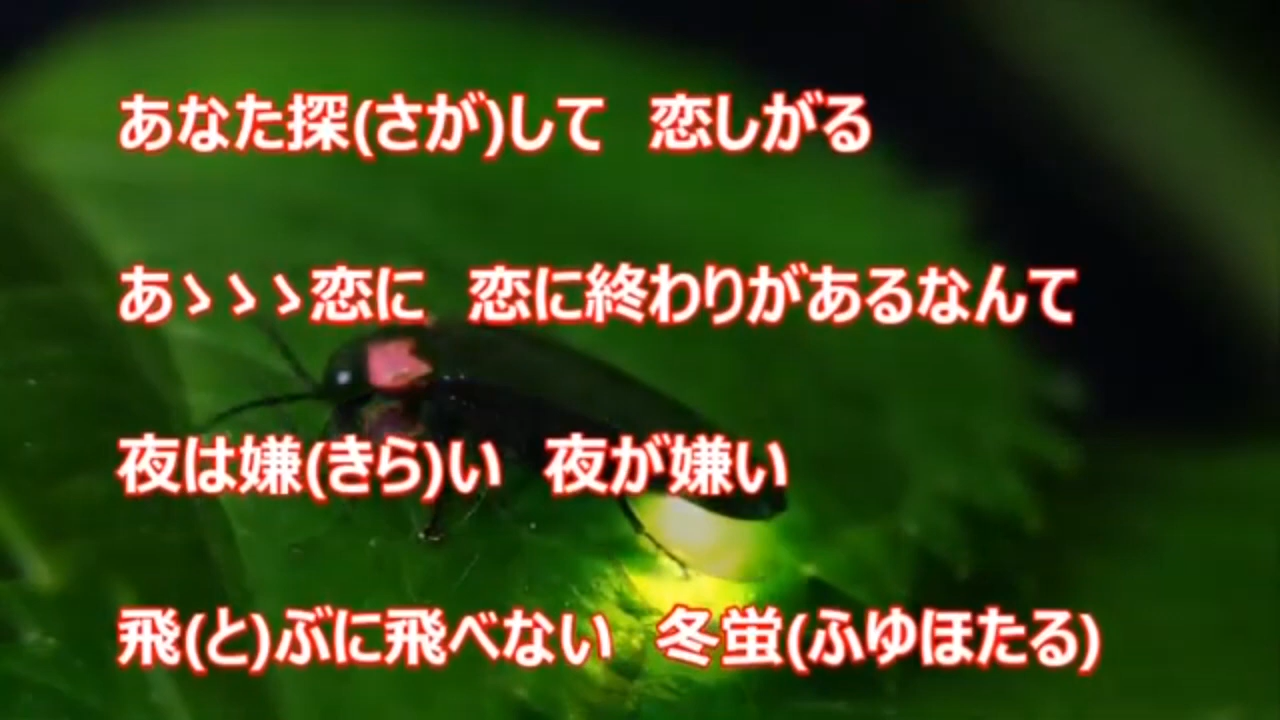 あなた探(さが)して　恋しがる
あゝゝゝ恋に　恋に終わりがあるなんて
夜は嫌(きら)い　夜が嫌い
飛(と)ぶに飛べない　冬蛍(ふゆほたる)